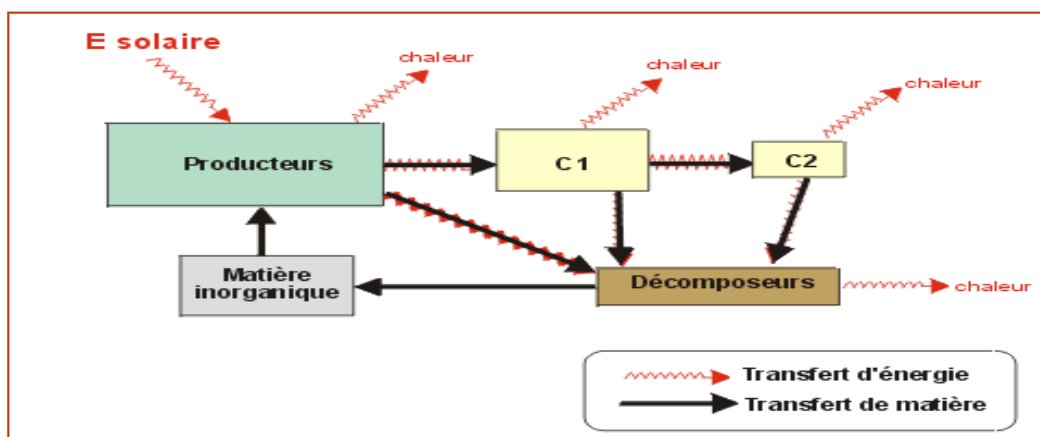 E solaire
chaleur
chaleur
chaleur
Producteurs
C1
C2
Matière
inorganique
Décomposeurs
chaleur
Transfert d'énergie
Transfert de matière